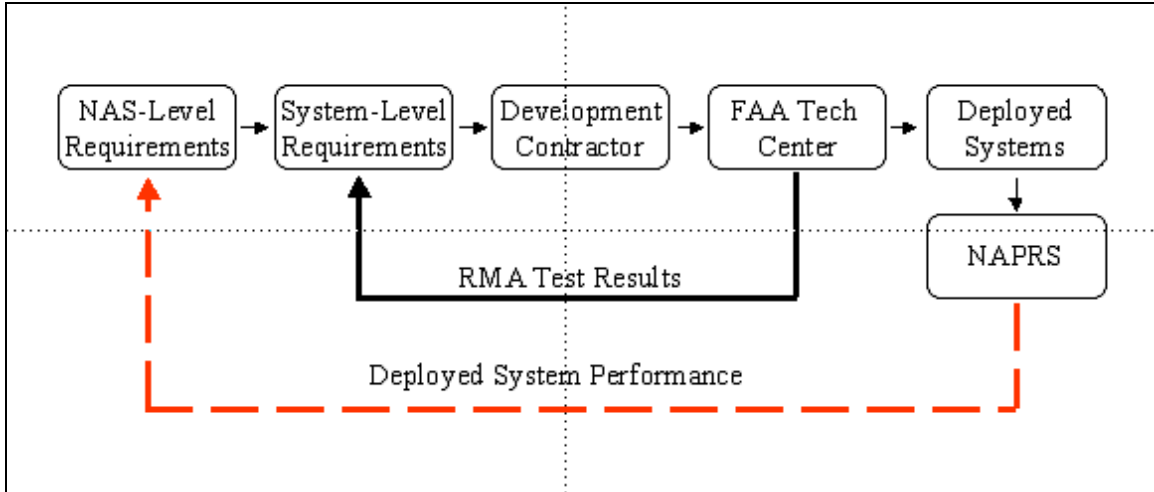 NAS-Level
Requirements
System-Level
Requirements
Development
Contractor
FAA Tech
Center
Deployed
Systems
NAPRS
RMA Test Results
Deployed System Performance